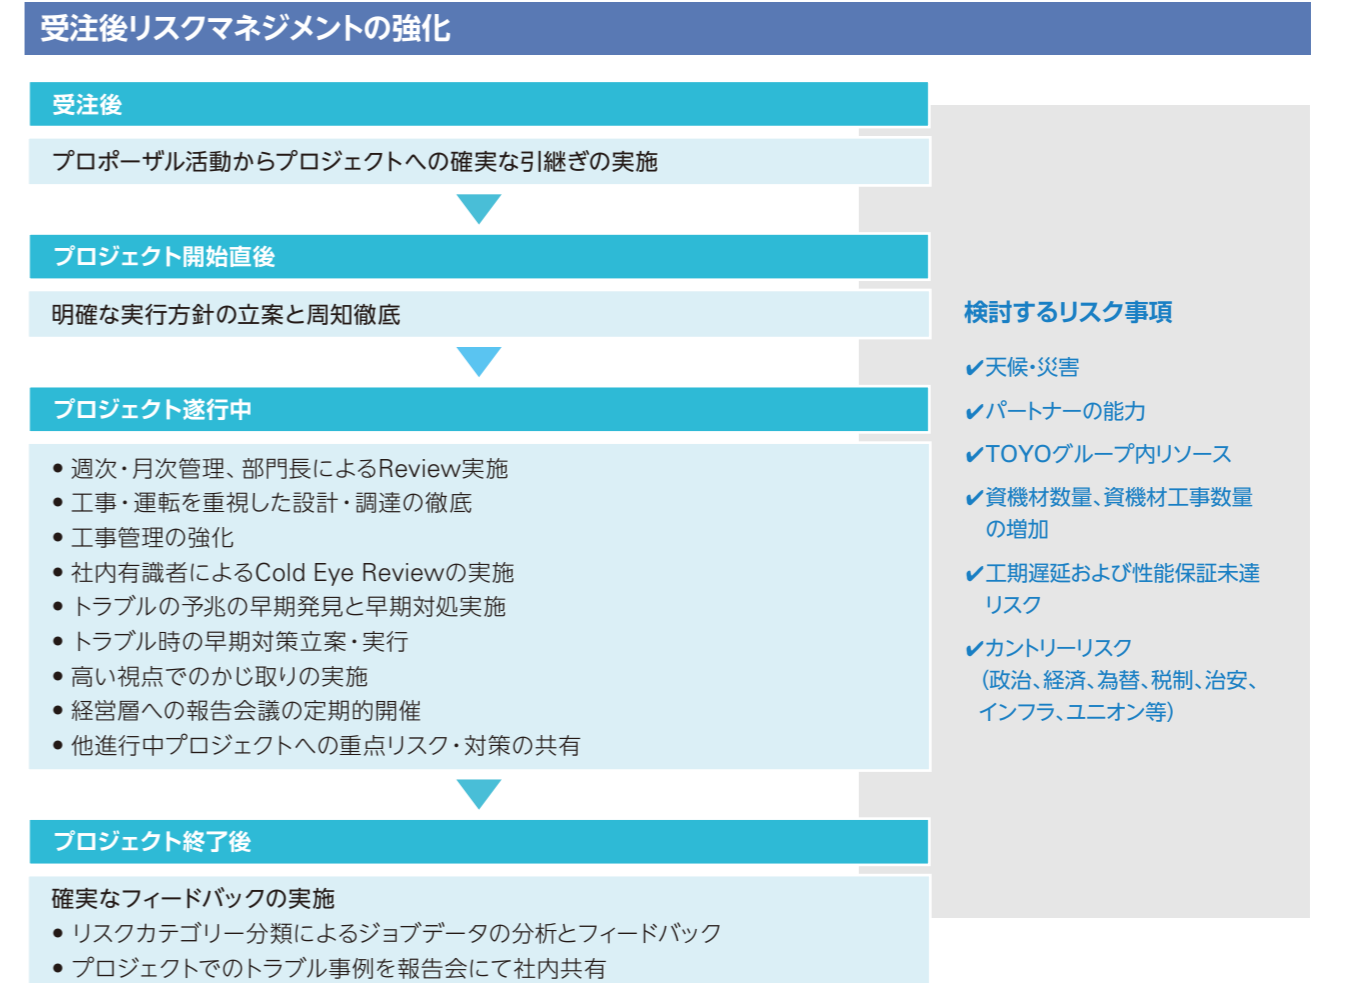 受注後リスクマネジメントの強化
受注後
プロポーザル活動からプロジェクトへの確実な引継ぎの実施
プロジェクト開始直後
明確な実行方針の立案と周知徹底
プロジェクト遂行中
● 週次・月次管理、部門長によるReview実施
● 工事・運転を重視した設計・調達の徹底
● 工事管理の強化
● 社内有識者によるCold Eye Reviewの実施
● トラブルの予兆の早期発見と早期対処実施
● トラブル時の早期対策立案・実行
● 高い視点でのかじ取りの実施
● 経営層への報告会議の定期的開催
● 他進行中プロジェクトへの重点リスク・対策の共有
プロジェクト終了後
確実なフィードバックの実施
● リスクカテゴリー分類によるジョブデータの分析とフィードバック
● プロジェクトでのトラブル事例を報告会にて社内共有
検討するリスク事項
✔天候・災害
✔パートナーの能力
✔TOYOグループ内リソース
✔資機材数量、資機材工事数量
の増加
✔工期遅延および性能保証未達
リスク
✔カントリーリスク
（政治、経済、為替、税制、治安、
インフラ、ユニオン等）